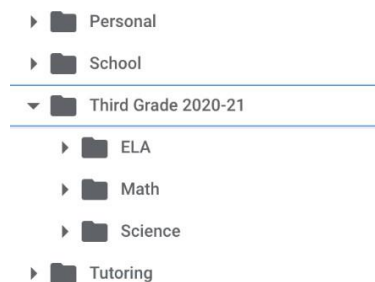 Personal
School
Third Grade 2020-21
ELA
Math
Science
Tutoring